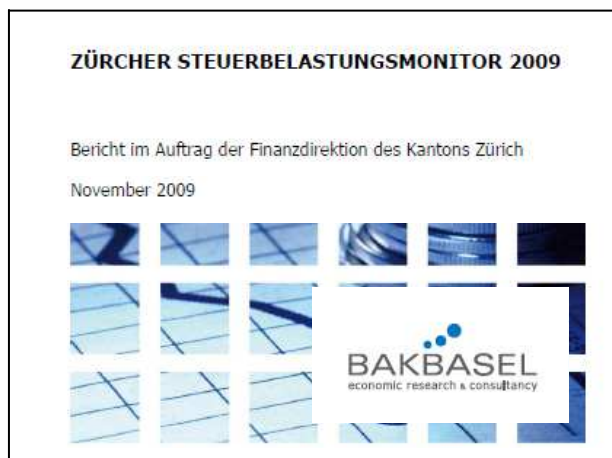 ZÜRCHER STEUERBELASTUNGSMONITOR 2009
Bericht im Auftrag der Finanzdirektion des Kantons Zürich
November 2009
BAKBASEL
economic research & consultancy